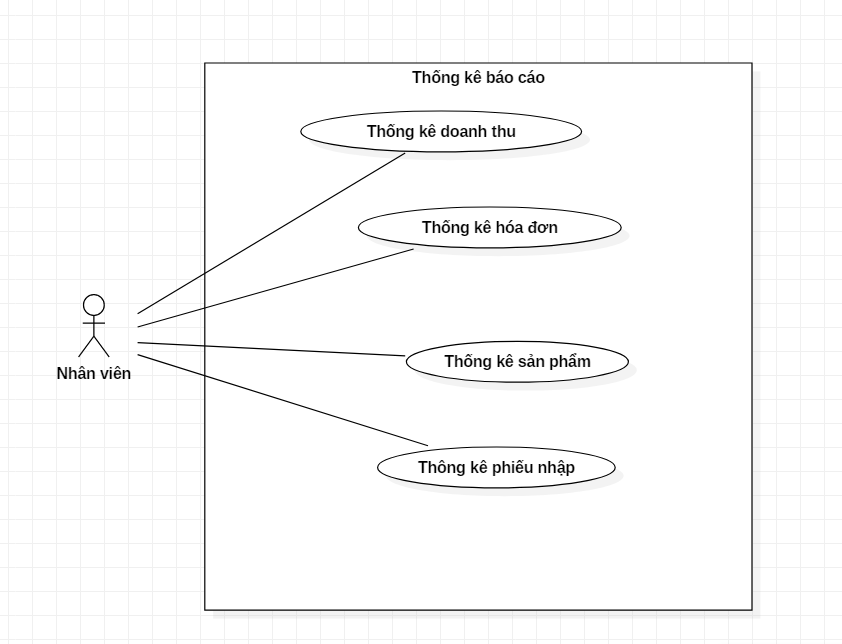 Thống kê báo cáo
Thống kê doanh thu
Thống kê hóa đơn
Nhân viên
Thống kê sản phẩm
Thông kê phiếu nhập